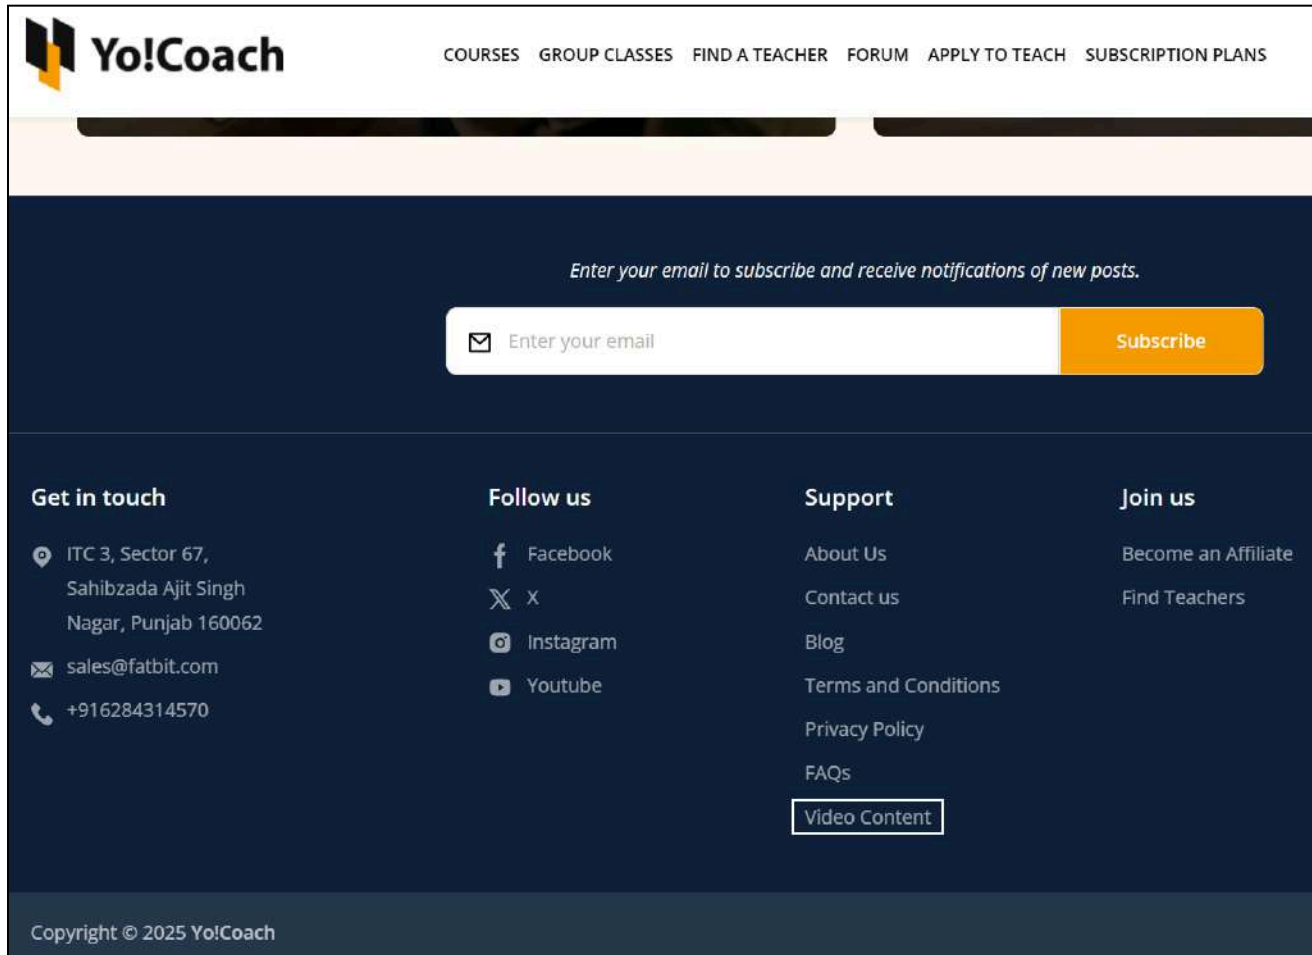 Yo!Coach
COURSES GROUP CLASSES FIND A TEACHER FORUM APPLY TO TEACH SUBSCRIPTION PLANS
Enter your email to subscribe and receive notifications of new posts.
Enter your email
Subscribe
Get in touch
ITC 3, Sector 67,
Sahibzada Ajit Singh
Nagar, Punjab 160062
sales@fatbit.com
+916284314570
Follow us
Facebook
X
Instagram
Youtube
Support
About Us
Contact us
Blog
Terms and Conditions
Privacy Policy
FAQs
Video Content
Join us
Become an Affiliate
Find Teachers
Copyright © 2025 Yo!Coach